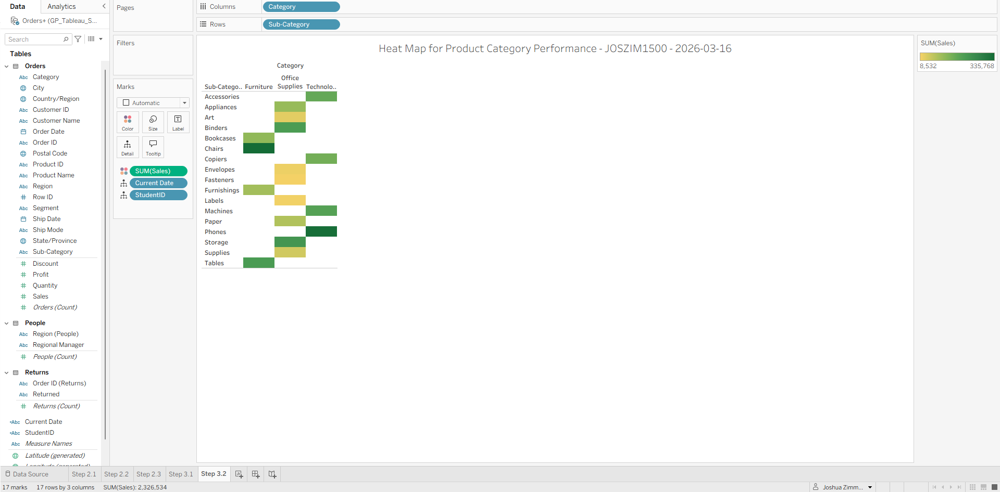 Data
Analytics
Orders+ (GP_Tableau_S...
Search
Tables
Orders
Abc Category
City
Country/Region
Abc Customer ID
Abc Customer Name
Order Date
Abc Order ID
Postal Code
Abc Product ID
Abc Product Name
Abc Region
# Row ID
Abc Segment
Ship Date
Abc Ship Mode
State/Province
Abc Sub-Category
# Discount
# Profit
# Quantity
# Sales
# Orders (Count)
People
Abc Region (People)
Abc Regional Manager
# People (Count)
Returns
Abc Order ID (Returns)
Abc Returned
# Returns (Count)
=Abc Current Date
=Abc StudentID
Abc Measure Names
Latitude (generated)
Longitude (generated)
Pages
Filters
Marks
Automatic
Color
Size
Label
Detail
Tooltip
SUM(Sales)
Current Date
StudentID
Columns
Category
Rows
Sub-Category
Heat Map for Product Category Performance - JOSZIM1500 - 2026-03-16
Category
Sub-Catego.. Furniture Office Supplies Technolo..
Accessories
Appliances
Art
Binders
Bookcases
Chairs
Copiers
Envelopes
Fasteners
Furnishings
Labels
Machines
Paper
Phones
Storage
Supplies
Tables
SUM(Sales)
8,532 335,768
Data Source
Step 2.1
Step 2.2
Step 2.3
Step 3.1
Step 3.2
17 marks 17 rows by 3 columns SUM(Sales): 2,326,534
Joshua Zimm...